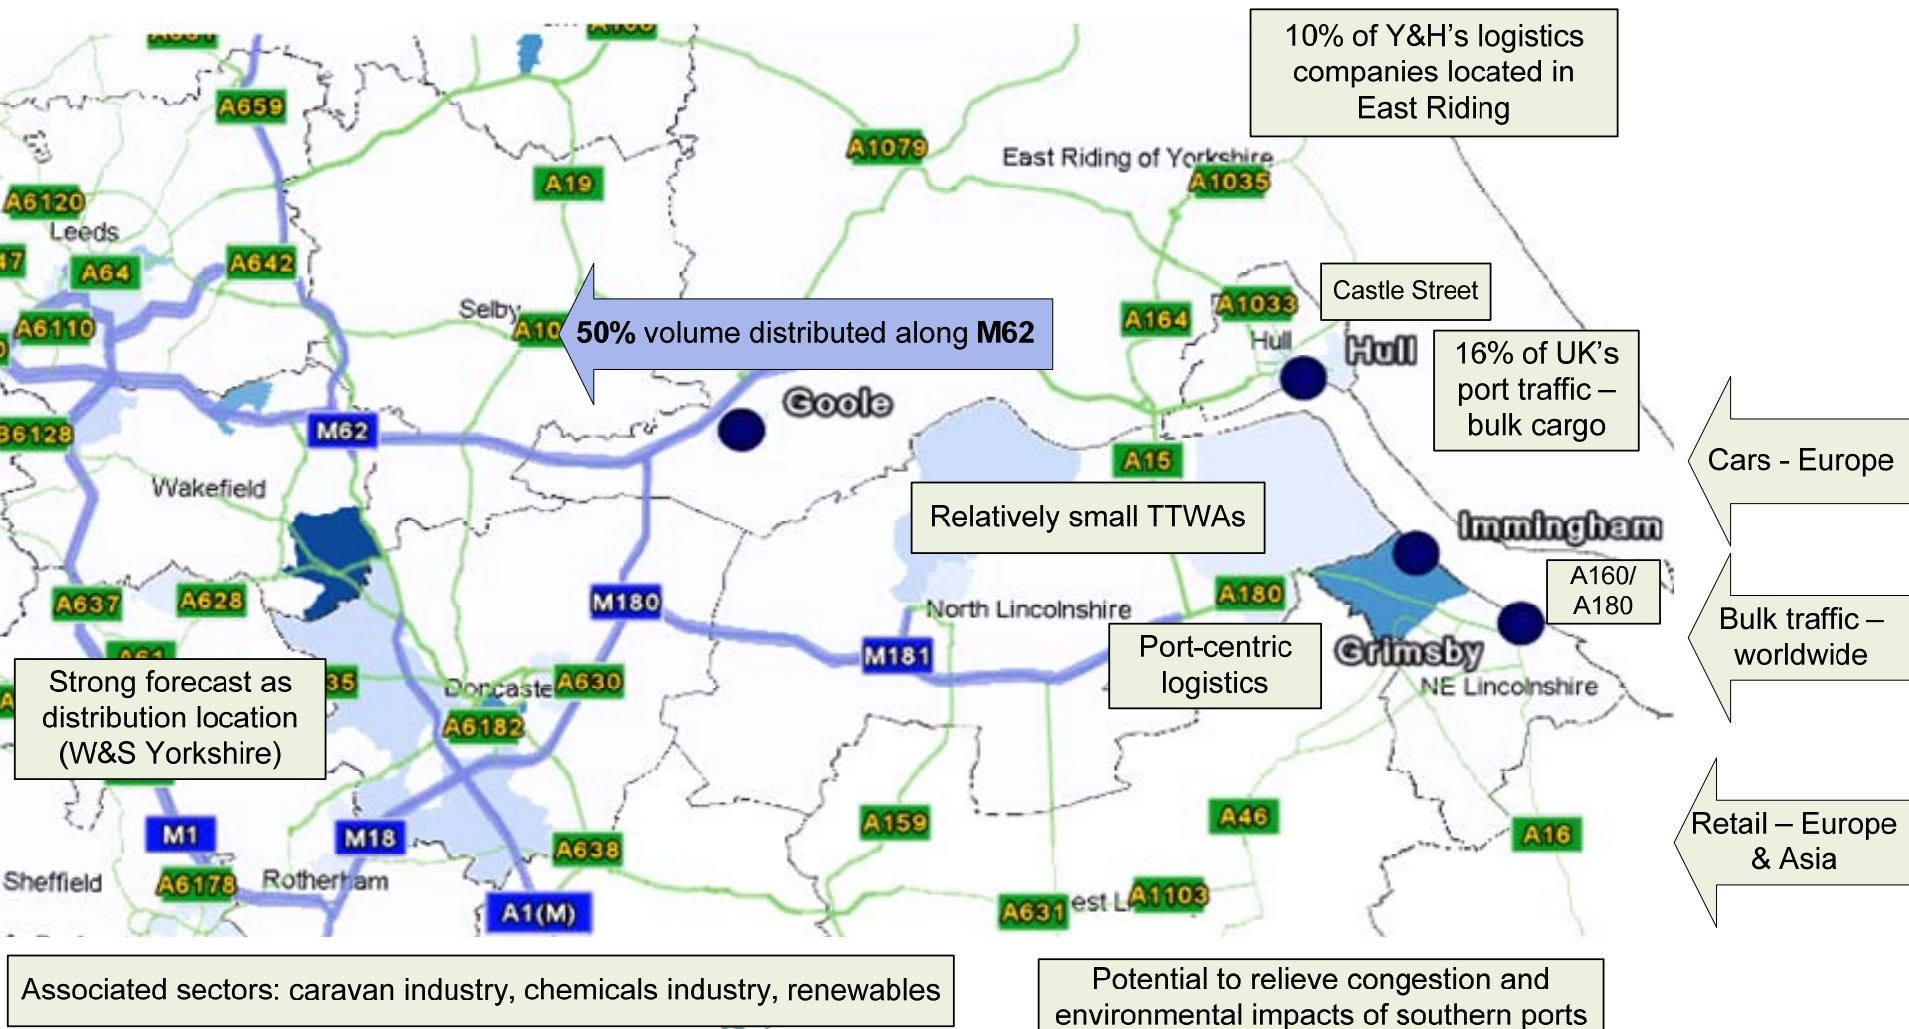 10% of Y&H's logistics
companies located in
East Riding
A659
A1079
East Riding of Yorkshire
A1035
A19
A6120
Leeds
A64
A642
A6110
Selby
50% volume distributed along M62
A164
A1033
Castle Street
Hull
Hull
16% of UK's
port traffic –
bulk cargo
Goole
M62
Cars - Europe
A15
Wakefield
Relatively small TTWAs
Immingham
A160/
A180
A637
A628
M180
North Lincolnshire
A180
Bulk traffic –
worldwide
A61
M181
Port-centric
logistics
Grimsby
NE Lincolnshire
Strong forecast as
distribution location
(W&S Yorkshire)
35
Doncaste
A630
A6182
M1
M18
A638
A159
A46
A16
Retail – Europe
& Asia
Sheffield
A6178
Rotherham
A1(M)
A631
est L
A1103
Associated sectors: caravan industry, chemicals industry, renewables
Potential to relieve congestion and
environmental impacts of southern ports